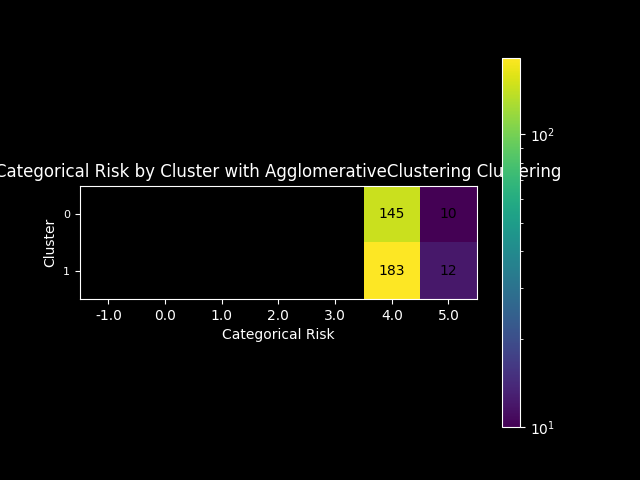 Categorical Risk by Cluster with AgglomerativeClustering Clustering
10²
0 145 10
1 183 12
Cluster
-1.0 0.0 1.0 2.0 3.0 4.0 5.0
Categorical Risk
10¹